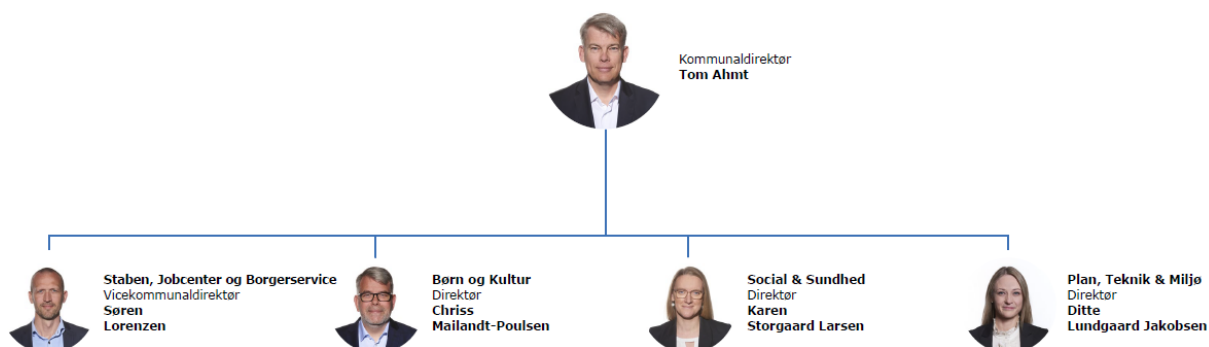 Kommunaldirektør
Tom Ahmt
Staben, Jobcenter og Borgerservice
Vicekommunaldirektør
Søren
Lorenzen
Børn og Kultur
Direktør
Chriss
Mailandt-Poulsen
Social & Sundhed
Direktør
Karen
Storgaard Larsen
Plan, Teknik & Miljø
Direktør
Ditte
Lundgaard Jakobsen